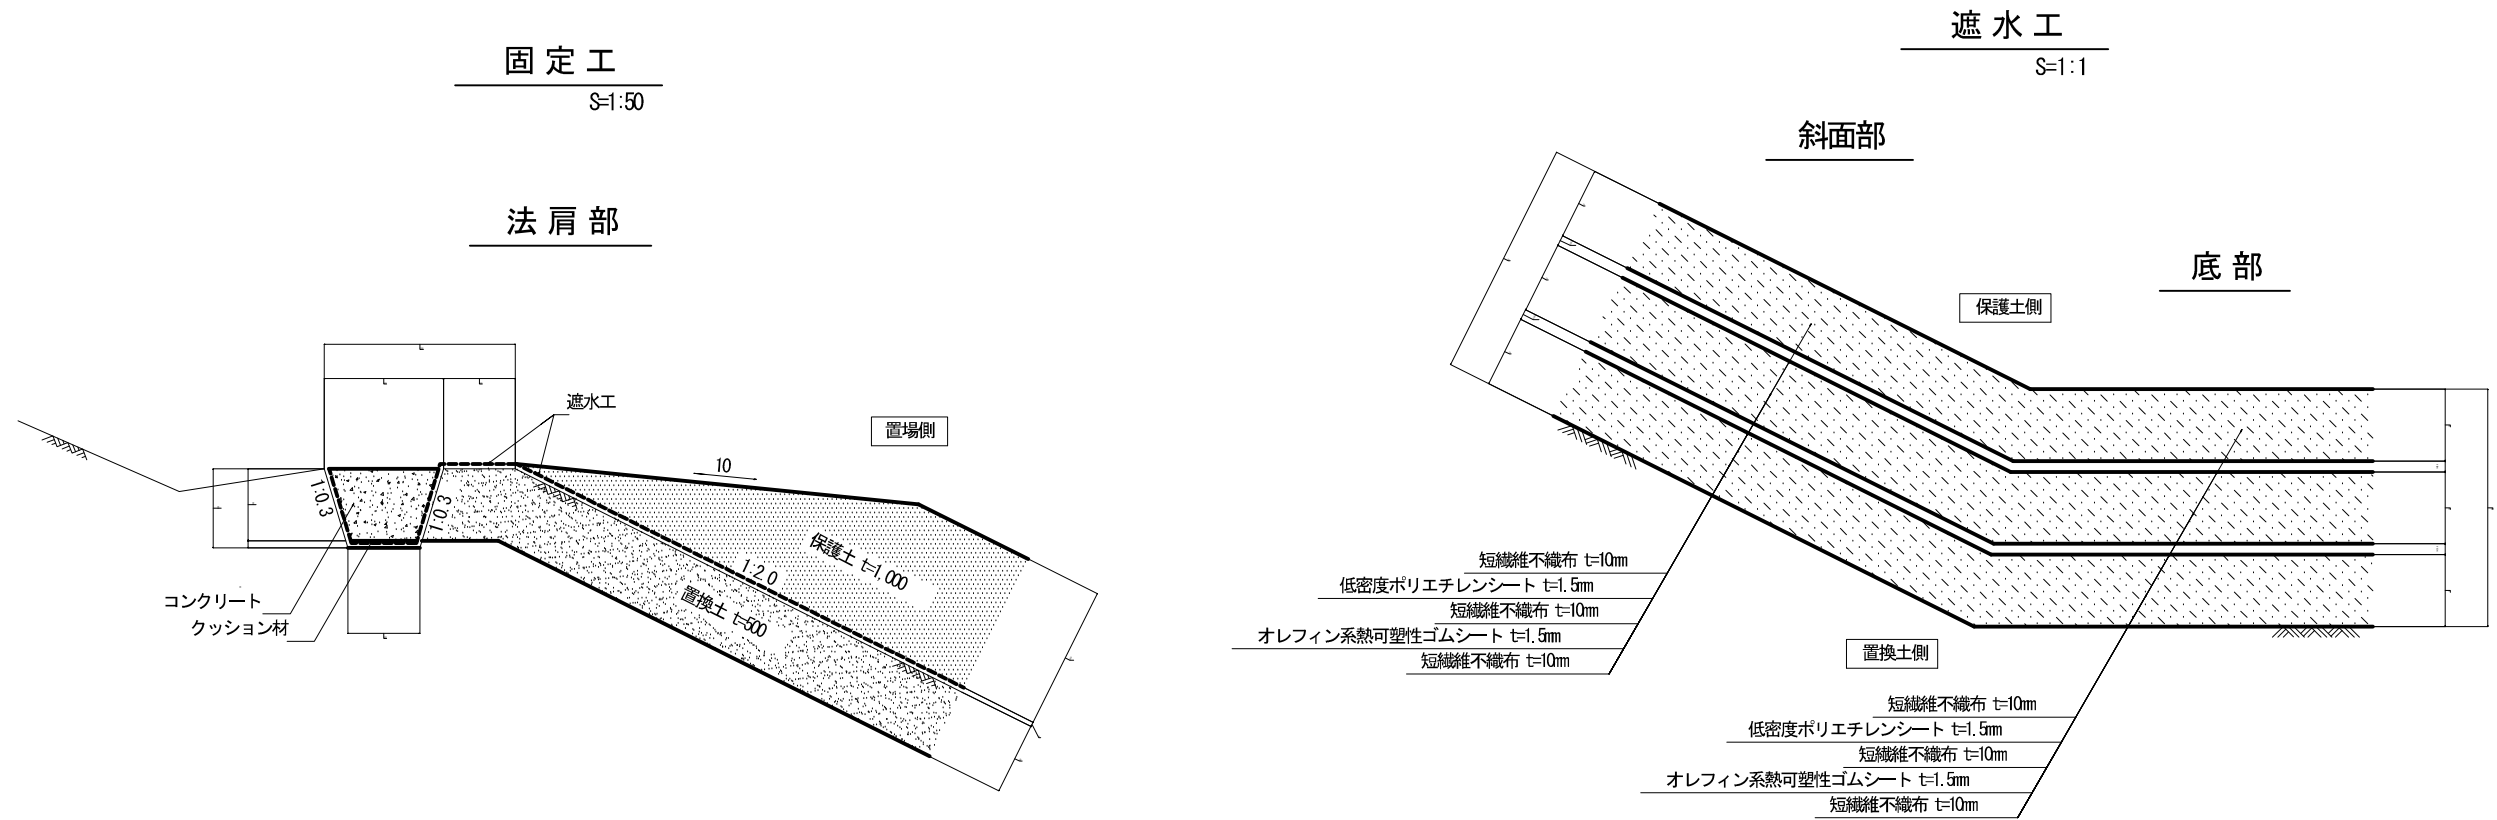 固定工
S=1:50
法肩部
遮水工
置場側
10
1:0.3
1:0.3
保護土 t=1,000
1:2.0
置換土 t=500
コンクリート
クッション材
遮水工
S=1:1
斜面部
底部
保護土側
短繊維不織布 t=10mm
低密度ポリエチレンシート t=1.5mm
短繊維不織布 t=10mm
オレフィン系熱可塑性ゴムシート t=1.5mm
短繊維不織布 t=10mm
置換土側
短繊維不織布 t=10mm
低密度ポリエチレンシート t=1.5mm
短繊維不織布 t=10mm
オレフィン系熱可塑性ゴムシート t=1.5mm
短繊維不織布 t=10mm